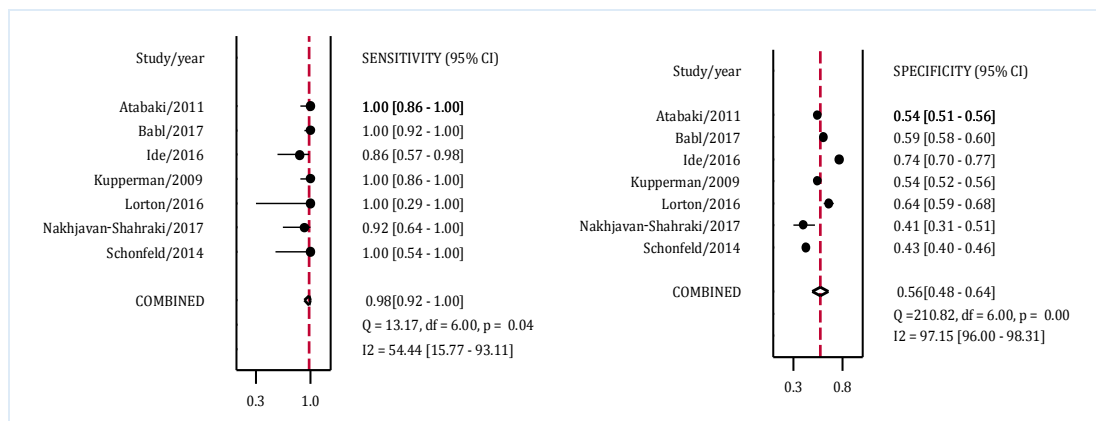 Study/year SENSITIVITY (95% CI)
Atabaki/2011 1.00 [0.86 - 1.00]
Babl/2017 1.00 [0.92 - 1.00]
Ide/2016 0.86 [0.57 - 0.98]
Kupperman/2009 1.00 [0.86 - 1.00]
Lorton/2016 1.00 [0.29 - 1.00]
Nakhjavan-Shahraki/2017 0.92 [0.64 - 1.00]
Schonfeld/2014 1.00 [0.54 - 1.00]
COMBINED 0.98[0.92 - 1.00]
Q = 13.17, df = 6.00, p = 0.04
I2 = 54.44 [15.77 - 93.11]
0.3 1.0
Study/year SPECIFICITY (95% CI)
Atabaki/2011 0.54 [0.51 - 0.56]
Babl/2017 0.59 [0.58 - 0.60]
Ide/2016 0.74 [0.70 - 0.77]
Kupperman/2009 0.54 [0.52 - 0.56]
Lorton/2016 0.64 [0.59 - 0.68]
Nakhjavan-Shahraki/2017 0.41 [0.31 - 0.51]
Schonfeld/2014 0.43 [0.40 - 0.46]
COMBINED 0.56[0.48 - 0.64]
Q =210.82, df = 6.00, p = 0.00
I2 = 97.15 [96.00 - 98.31]
0.3 0.8